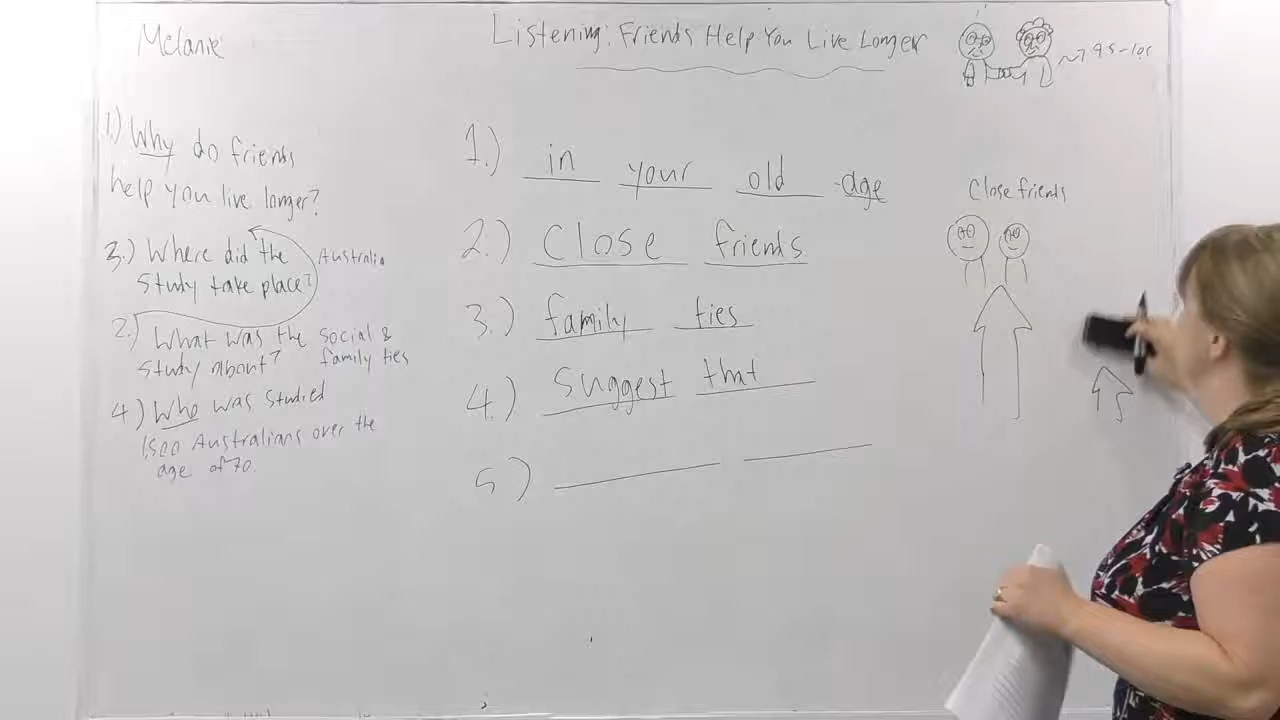 Melanie
Listening: Friends Help You Live Longer
1.) Why do friends
help you live longer?
3.) Where did the
study take place?
Australia
2.) What was the
study about?
social &
family ties
4.) Who was studied
1,500 Australians over the
age of 70.
1.) in your old age
2.) Close friends
3.) family ties
4.) Suggest that
5)
Close friends